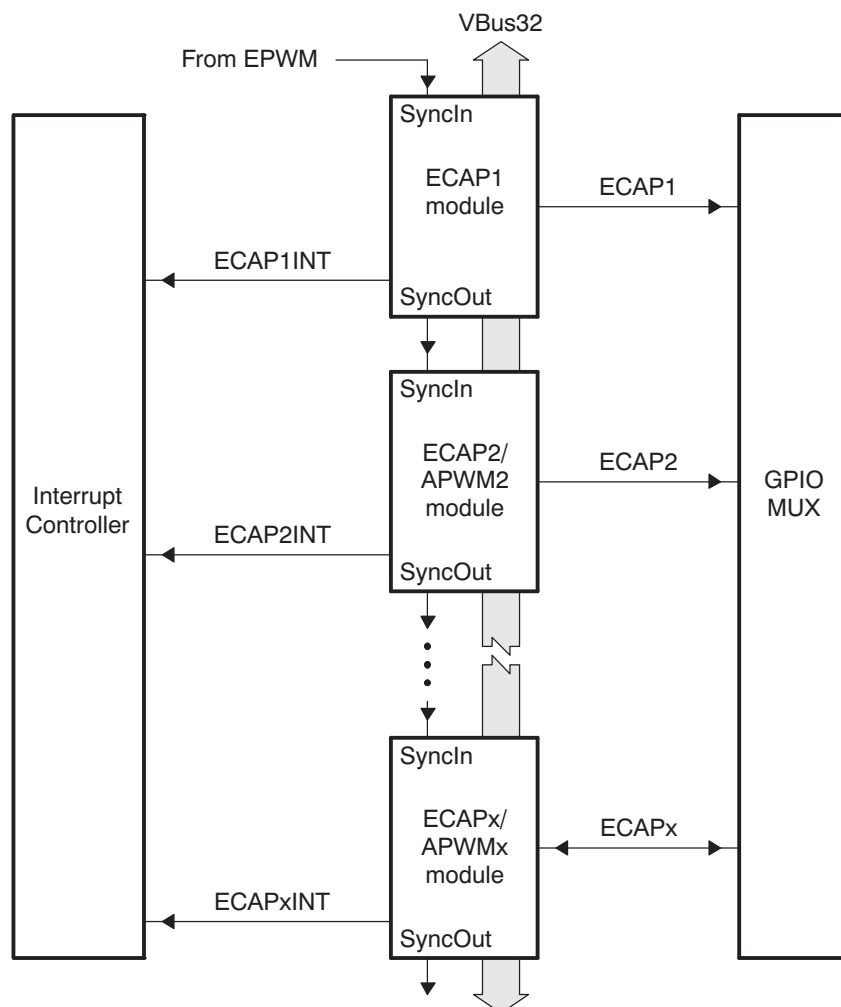 VBus32
From EPWM
SyncIn
ECAP1
module
ECAP1
ECAP1INT
SyncOut
SyncIn
ECAP2/
APWM2
module
ECAP2
Interrupt
Controller
GPIO
MUX
ECAP2INT
SyncOut
SyncIn
ECAPx/
APWMx
module
ECAPx
ECAPxINT
SyncOut